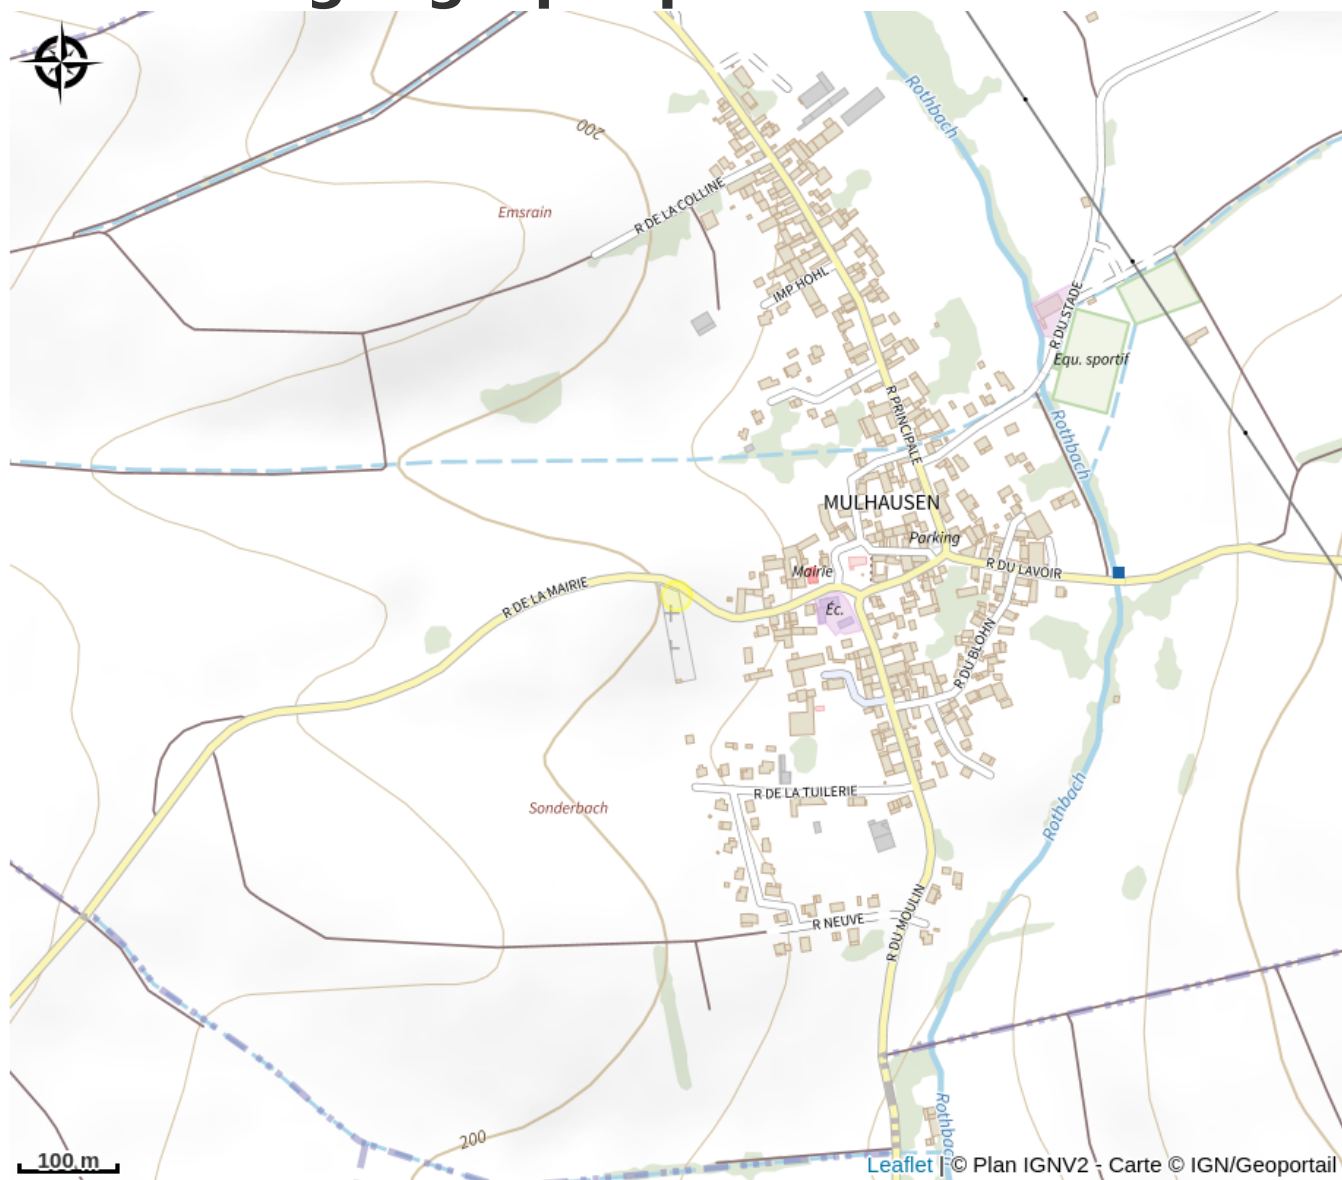 Rothbach
200
R DE LA COLLINE
Emsrain
IMP HOHL
R DU STADE
Equ. sportif
R PRINCIPALE
Rothbach
MULHAUSEN
Parking
Mairie
R DU LAVOIR
R DE LA MAIRIE
Éc.
R DU BLOHN
R DE LA TUILERIE
Sonderbach
Rothbach
R NEUVE
R DU MOULIN
Rothbac
200
100 m
Leaflet | © Plan IGNV2 - Carte © IGN/Geoportail